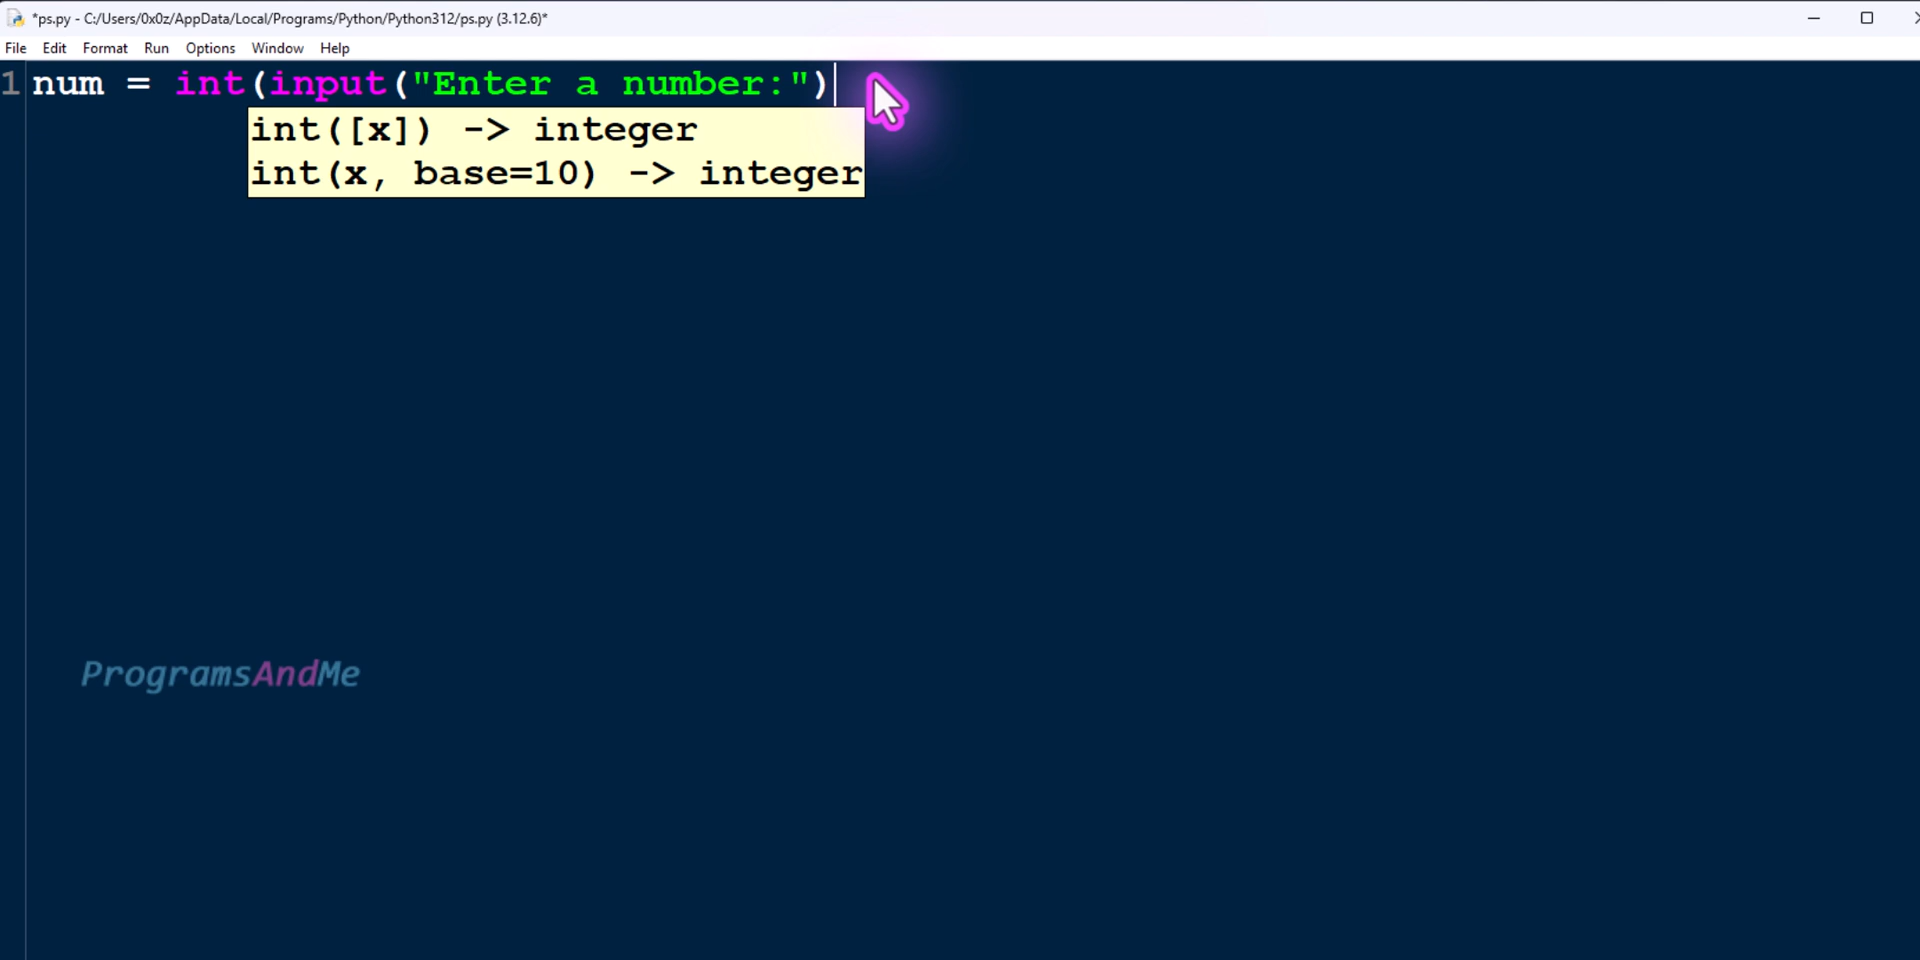 *ps.py - C:/Users/0x0z/AppData/Local/Programs/Python/Python312/ps.py (3.12.6)*
File Edit Format Run Options Window Help
1 num = int(input("Enter a number:")
int([x]) -> integer
int(x, base=10) -> integer
ProgramsAndMe